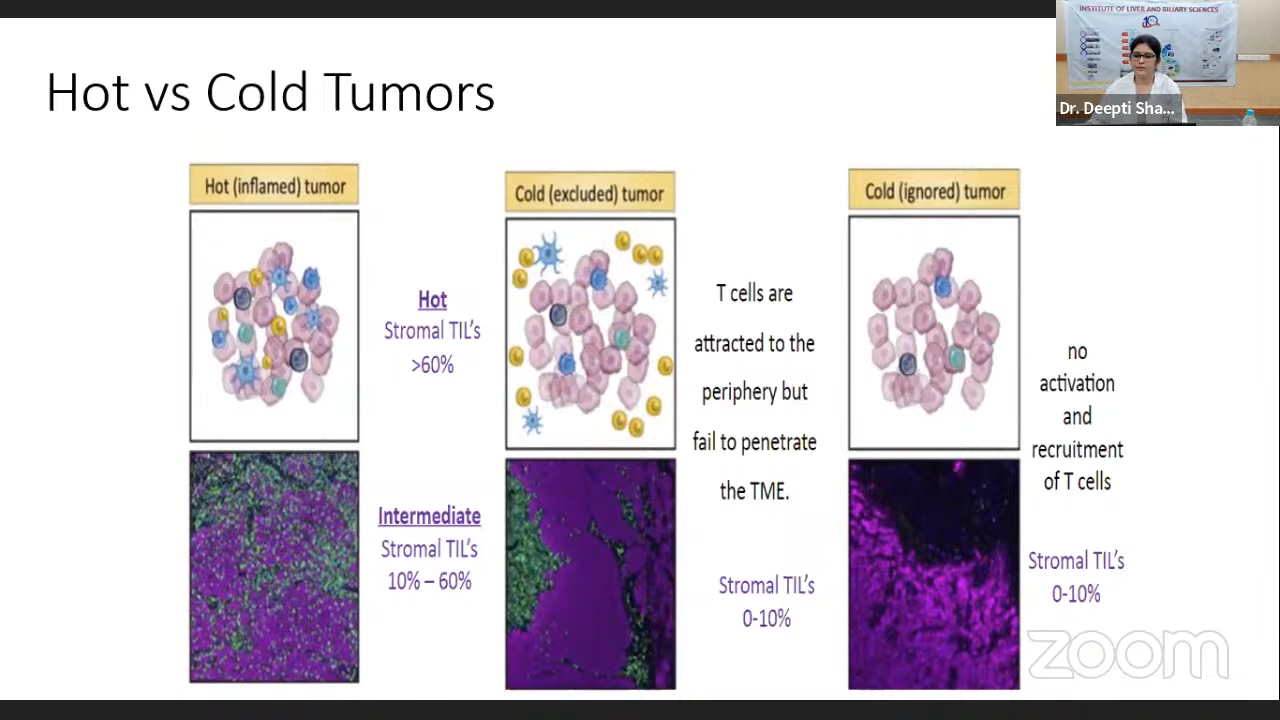 INSTITUTE OF LIVER AND BILIARY SCIENCES
Dr. Deepti Sha...
Hot vs Cold Tumors
Hot (inflamed) tumor
Hot
Stromal TIL's
>60%
Intermediate
Stromal TIL's
10% – 60%
Cold (excluded) tumor
T cells are
attracted to the
periphery but
fail to penetrate
the TME.
Stromal TIL's
0-10%
Cold (ignored) tumor
no
activation
and
recruitment
of T cells
Stromal TIL's
0-10%
zoom